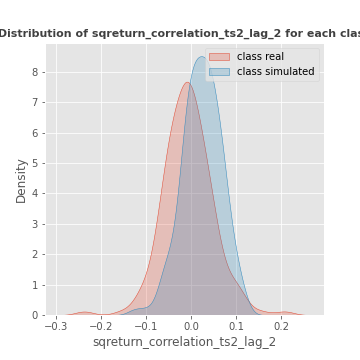 Distribution of sqreturn_correlation_ts2_lag_2 for each clas
class real
class simulated
Density
8
7
6
5
4
3
2
1
0
−0.3 −0.2 −0.1 0.0 0.1 0.2
sqreturn_correlation_ts2_lag_2